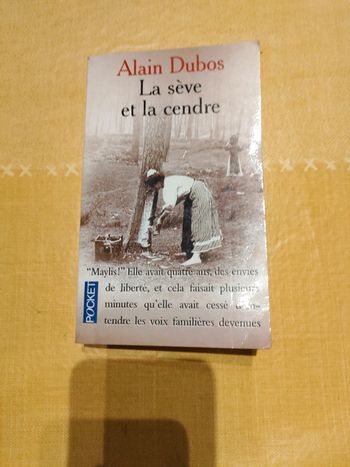 Alain Dubos
La sève
et la cendre
"Maylis!" Elle avait quatre ans, des envies
de liberté, et cela faisait plusieurs
minutes qu'elle avait cessé d'en-
tendre les voix familières devenues
POCKET